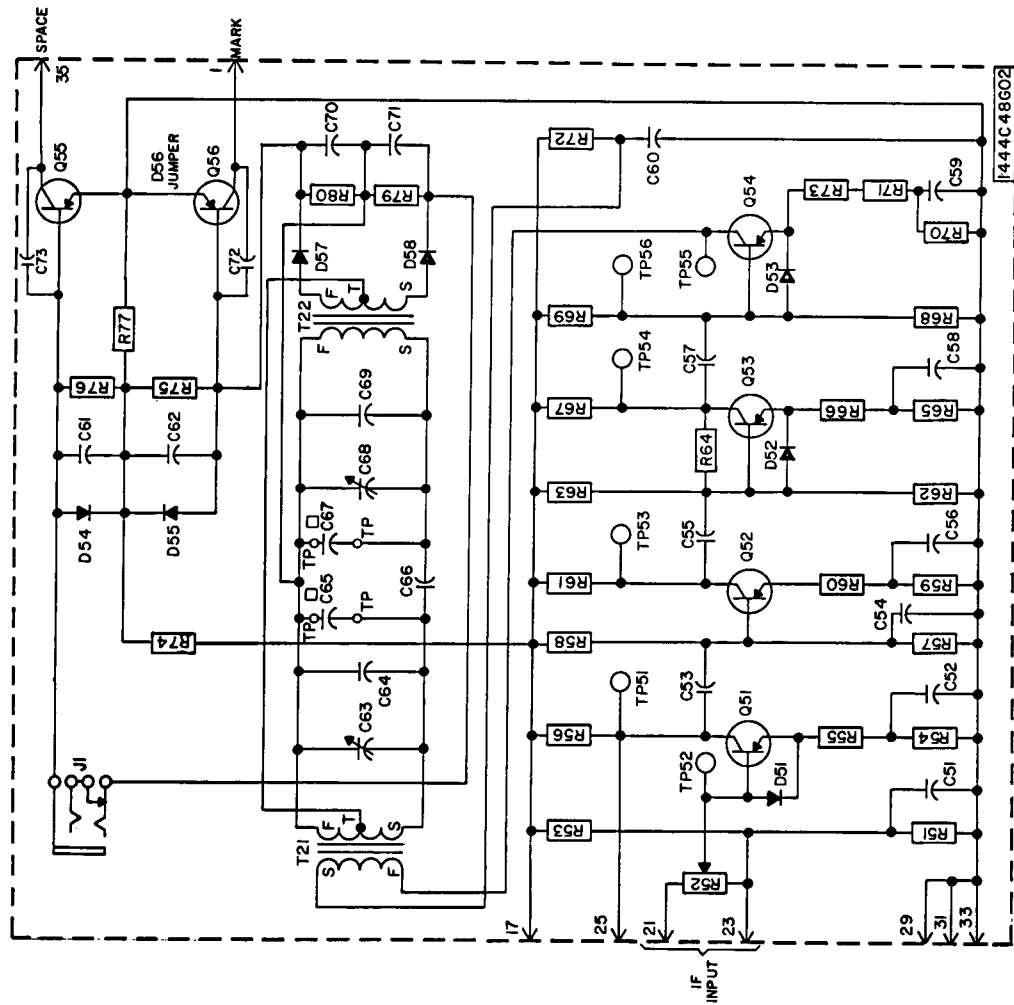 SPACE
35
Q55
C73
D56
JUMPER
Q56
C72
1
MARK
R77
R76
R75
C61
C62
D54
D55
R74
J1
T21
S
F
F
T
S
C63
C64
TP
C65
TP
C66
TP
C67
TP
C68
C69
T22
F
S
F
T
S
D57
D58
R80
R79
C70
C71
17
25
21
23
IF
INPUT
29
31
33
R52
R53
R51
C51
TP52
Q51
D51
R56
TP51
C53
R55
R54
C52
R58
R57
C54
R61
TP53
C55
Q52
R60
R59
C56
R63
R64
R62
R67
TP54
C57
Q53
D52
R66
R65
C58
R69
TP56
TP55
Q54
D53
R68
R72
C60
R73
R71
R70
C59
1444C48G02